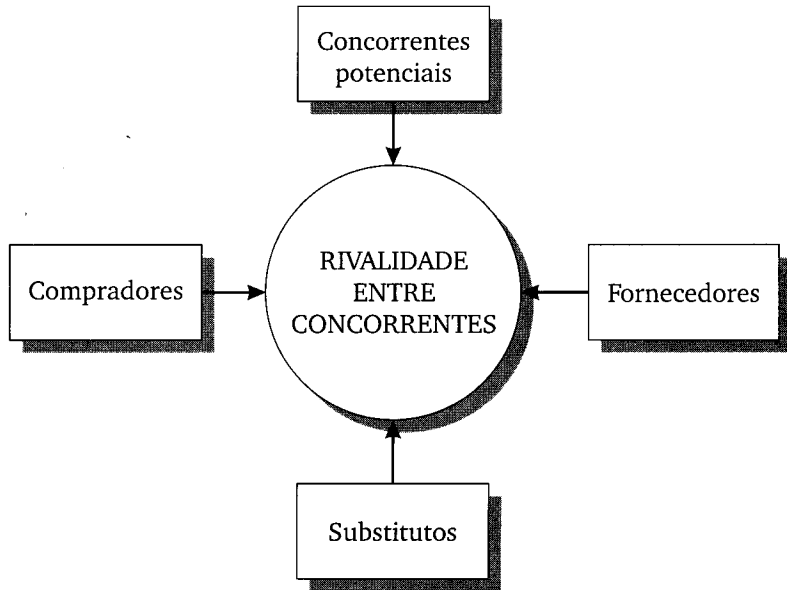 Concorrentes
potenciais
Compradores
RIVALIDADE
ENTRE
CONCORRENTES
Fornecedores
Substitutos